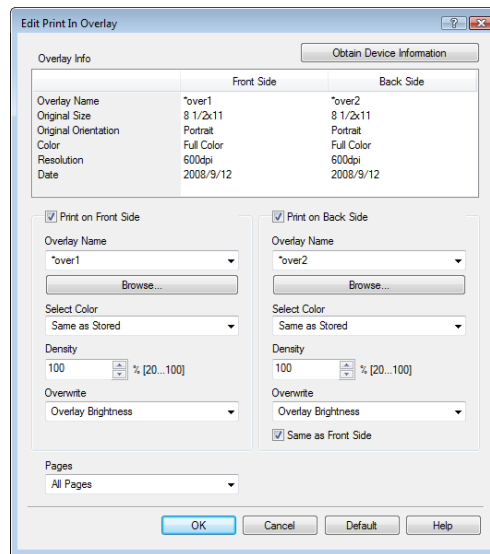 Edit Print In Overlay
Overlay Info
Obtain Device Information
Front Side Back Side
Overlay Name *over1 *over2
Original Size 8 1/2x11 8 1/2x11
Original Orientation Portrait Portrait
Color Full Color Full Color
Resolution 600dpi 600dpi
Date 2008/9/12 2008/9/12
Print on Front Side
Overlay Name
*over1
Browse...
Select Color
Same as Stored
Density
100 % [20...100]
Overwrite
Overlay Brightness
Print on Back Side
Overlay Name
*over2
Browse...
Select Color
Same as Stored
Density
100 % [20...100]
Overwrite
Overlay Brightness
Same as Front Side
Pages
All Pages
OK Cancel Default Help